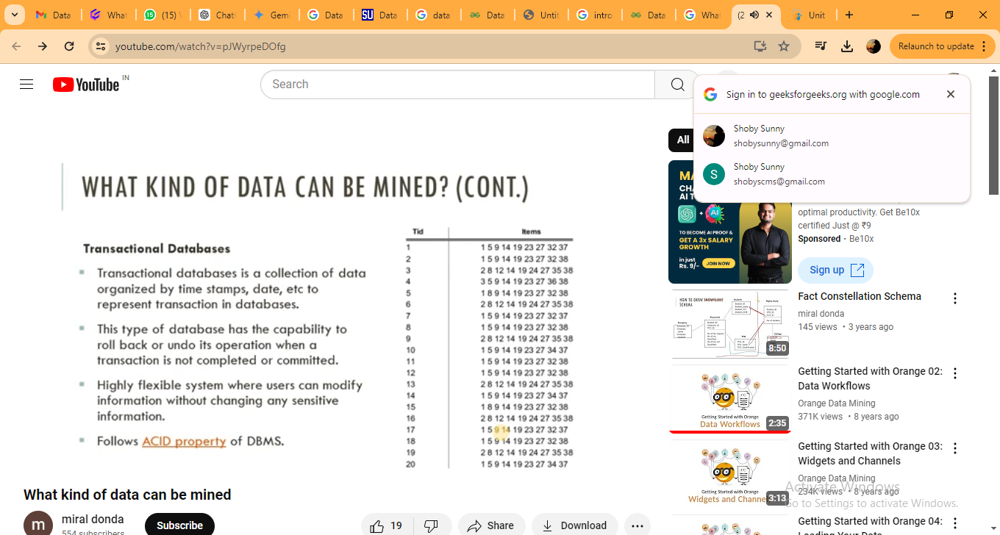 Data
What
(15)
Chat
Gemi
Data
Data
data
Data
Untit
intro
Data
What
(2
Unit
youtube.com/watch?v=pJWyrpeDOfg
Relaunch to update
YouTube IN
Search
Sign in to geeksforgeeks.org with google.com
Shoby Sunny
shobysunny@gmail.com
S
Shoby Sunny
shobyscms@gmail.com
All
WHAT KIND OF DATA CAN BE MINED? (CONT.)
Transactional Databases
Transactional databases is a collection of data
organized by time stamps, date, etc to
represent transaction in databases.
This type of database has the capability to
roll back or undo its operation when a
transaction is not completed or committed.
Highly flexible system where users can modify
information without changing any sensitive
information.
Follows ACID property of DBMS.
Tid Items
1 1 5 9 14 19 23 27 32 37
2 1 5 9 14 19 23 27 32 38
3 2 8 12 14 19 24 27 35 38
4 3 5 9 14 19 23 27 36 38
5 1 8 9 14 19 23 27 32 38
6 2 8 12 14 19 24 27 35 38
7 1 5 9 14 19 23 27 32 37
8 1 5 9 14 19 23 27 32 38
9 2 8 12 14 19 24 27 35 38
10 1 5 9 14 19 23 27 34 37
11 1 5 9 14 19 23 27 32 38
12 1 5 9 14 19 23 27 32 38
13 2 8 12 14 19 24 27 35 38
14 1 5 9 14 19 23 27 34 37
15 1 8 9 14 19 23 27 32 38
16 2 8 12 14 19 24 27 35 38
17 1 5 9 14 19 23 27 32 37
18 1 5 9 14 19 23 27 32 38
19 2 8 12 14 19 24 27 35 38
20 1 5 9 14 19 23 27 34 37
What kind of data can be mined
m
miral donda
554 subscribers
Subscribe
19
Share
Download
MA
CHA
AI T
+ AI
TO BECOME AI PROOF &
GET A 3X SALARY
GROWTH
in just
Rs. 9/-
JOIN NOW
optimal productivity. Get Be10x
certified Just @ ₹9
Sponsored · Be10x
Sign up
HOW TO DRAW SNOWFLAKE
SCHEMA
8:50
Fact Constellation Schema
miral donda
145 views • 3 years ago
Getting Started with Orange
Data Workflows
2:35
Getting Started with Orange 02:
Data Workflows
Orange Data Mining
371K views • 8 years ago
Getting Started with Orange
Widgets and Channe
3:13
Getting Started with Orange 03:
Widgets and Channels
Orange Data Mining
234K views • 8 years ago
Activate Windows
Go to Settings to activate Windows.
Getting Started with Orange 04:
Loading Your Data